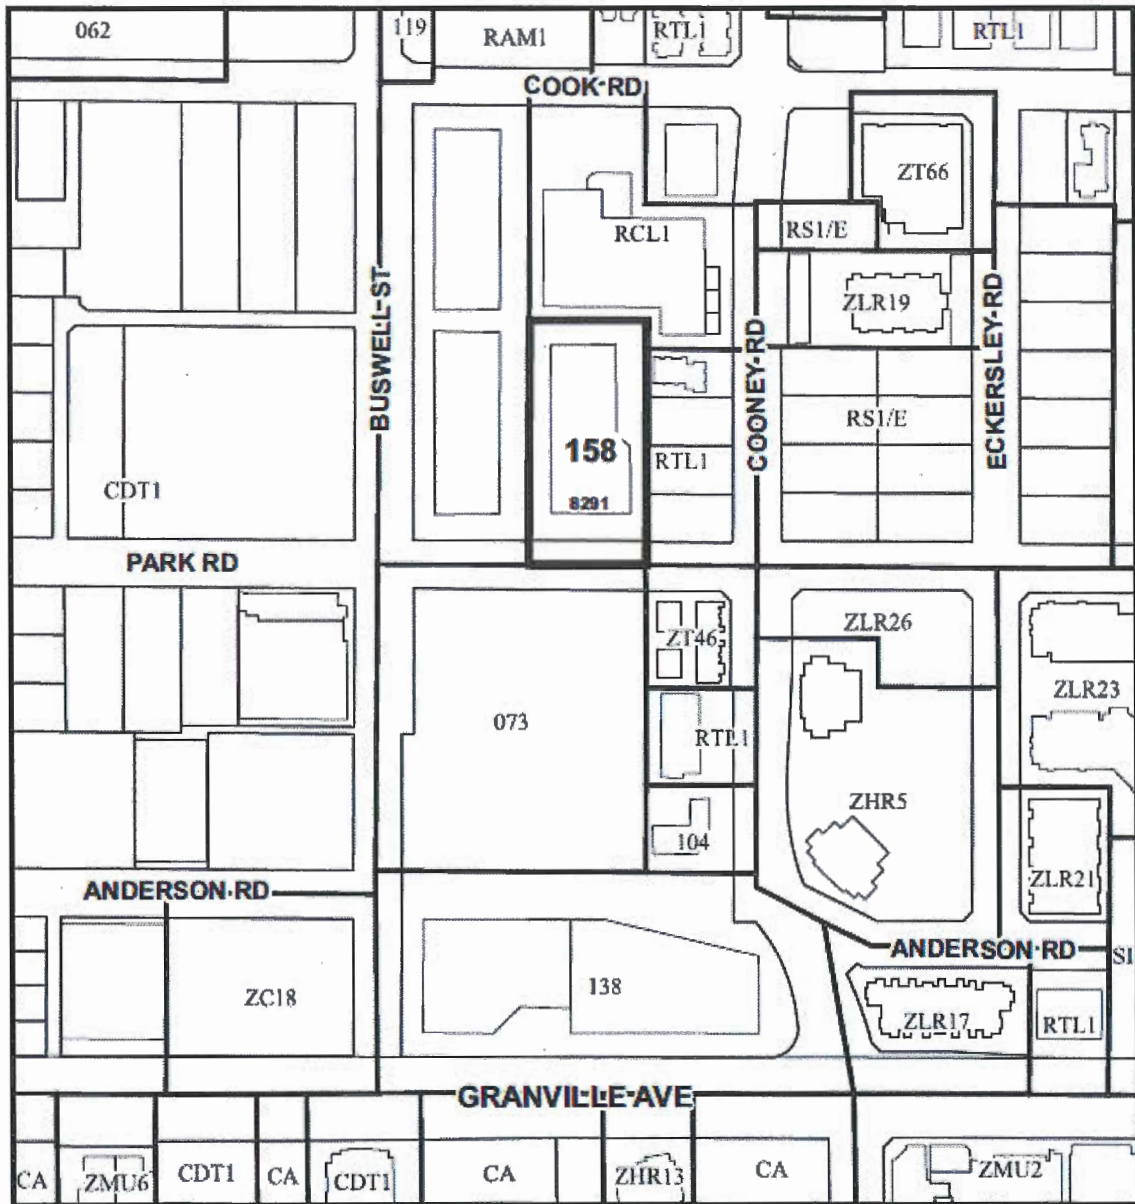 062
119
RAM1
RTL1
RTL1
COOK RD
ZT66
RCL1
RS1/E
BUSWELL ST
ZLR19
COONEY RD
ECKERSLEY RD
RS1/E
158
RTL1
CDT1
8291
PARK RD
ZT46
ZLR26
ZLR23
073
RTL1
ZHR5
104
ZLR21
ANDERSON RD
ANDERSON RD
138
ZC18
ZLR17
RTL1
GRANVILLE AVE
CA
ZMU6
CDT1
CA
CDT1
CA
ZHR13
CA
ZMU2